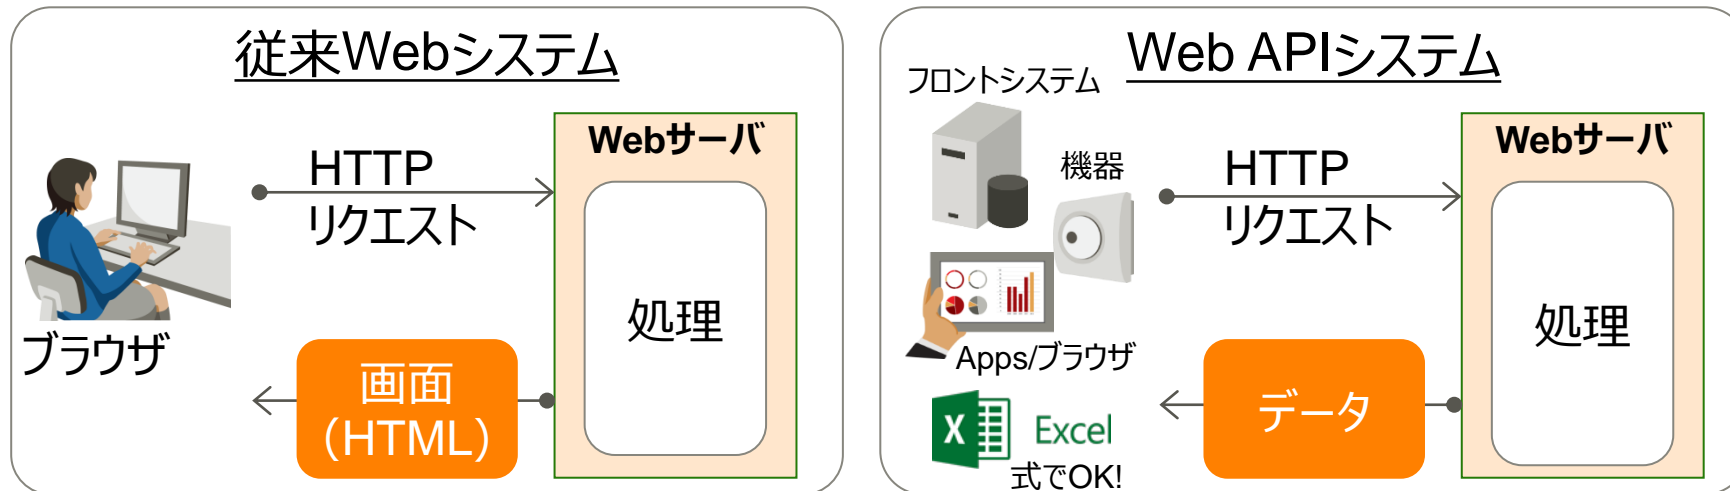 従来Webシステム
HTTP
リクエスト
Webサーバ
処理
ブラウザ
画面
（HTML）
Web APIシステム
フロントシステム
機器
HTTP
リクエスト
Webサーバ
処理
Apps/ブラウザ
データ
X
Excel
式でOK!